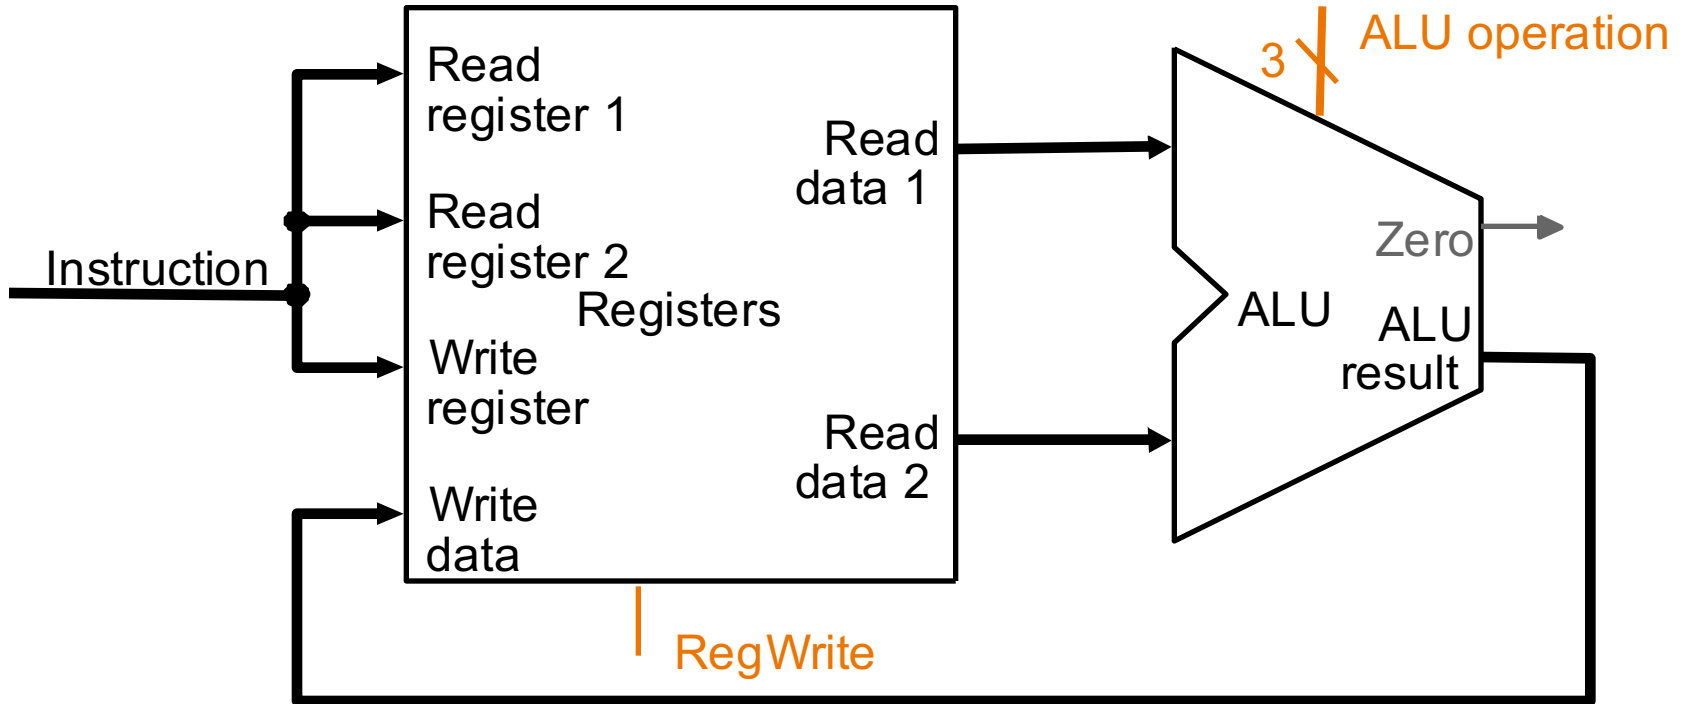 Instruction
Read
register 1
Read
register 2
Registers
Write
register
Write
data
Read
data 1
Read
data 2
RegWrite
3
ALU operation
Zero
ALU
ALU
result